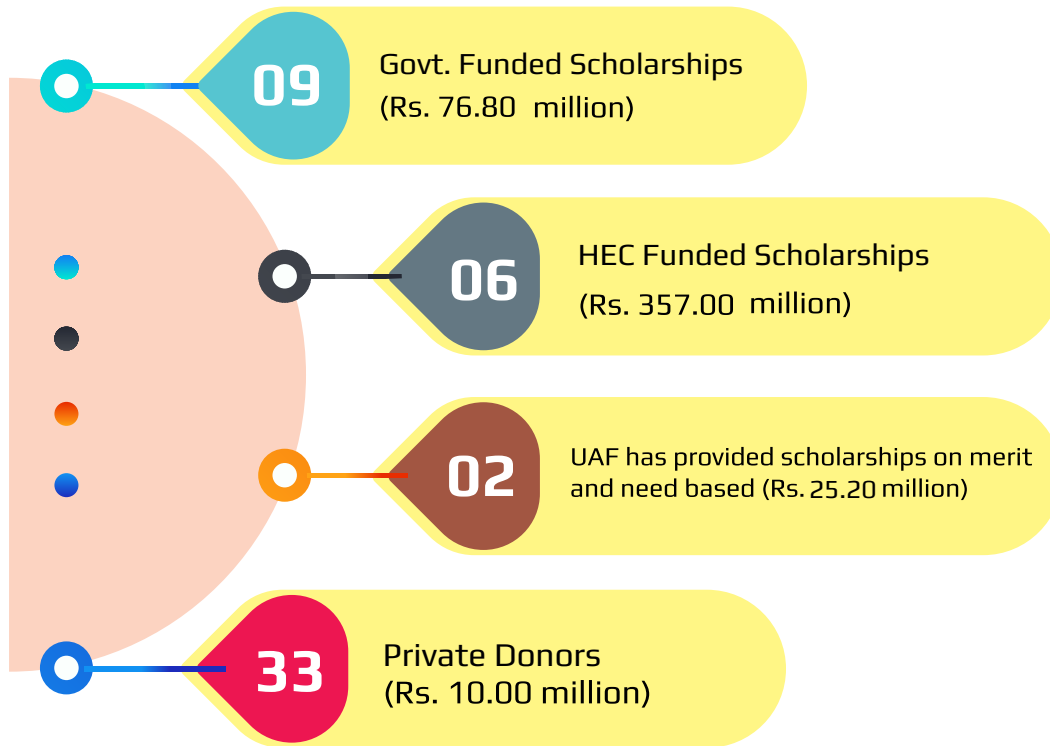 09
Govt. Funded Scholarships
(Rs. 76.80 million)
06
HEC Funded Scholarships
(Rs. 357.00 million)
02
UAF has provided scholarships on merit
and need based (Rs. 25.20 million)
33
Private Donors
(Rs. 10.00 million)